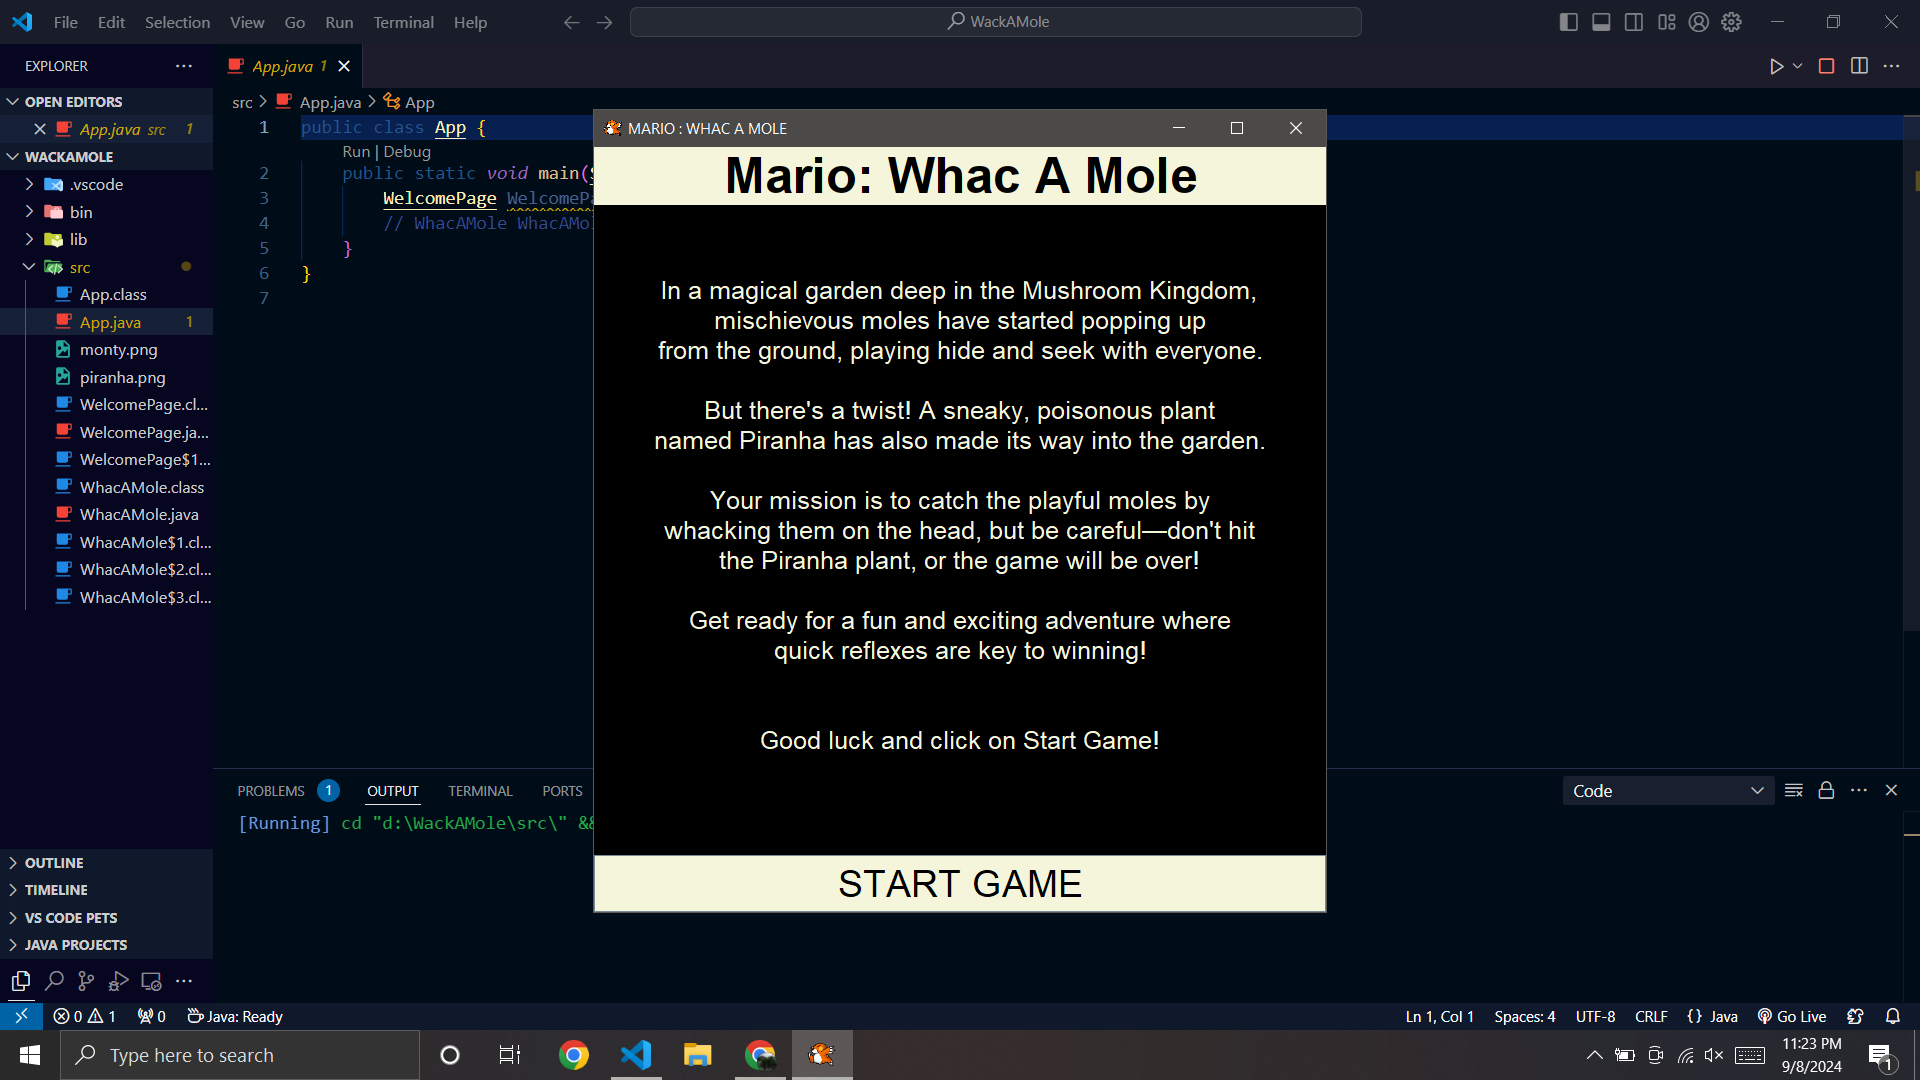 File Edit Selection View Go Run Terminal Help
WackAMole
EXPLORER
App.java 1
OPEN EDITORS
App.java src 1
WACKAMOLE
.vscode
bin
lib
src
App.class
App.java 1
monty.png
piranha.png
WelcomePage.cl...
WelcomePage.ja...
WelcomePage$1...
WhacAMole.class
WhacAMole.java
WhacAMole$1.cl...
WhacAMole$2.cl...
WhacAMole$3.cl...
OUTLINE
TIMELINE
VS CODE PETS
JAVA PROJECTS
src > App.java > App
1 public class App {
Run | Debug
2 public static void main(
3 WelcomePage WelcomePa
4 // WhacAMole WhacAMol
5 }
6 }
7
MARIO : WHAC A MOLE
Mario: Whac A Mole
In a magical garden deep in the Mushroom Kingdom,
mischievous moles have started popping up
from the ground, playing hide and seek with everyone.
But there's a twist! A sneaky, poisonous plant
named Piranha has also made its way into the garden.
Your mission is to catch the playful moles by
whacking them on the head, but be careful—don't hit
the Piranha plant, or the game will be over!
Get ready for a fun and exciting adventure where
quick reflexes are key to winning!
Good luck and click on Start Game!
START GAME
PROBLEMS 1 OUTPUT TERMINAL PORTS
Code
[Running] cd "d:\WackAMole\src\" &&
0 1 0 Java: Ready
Ln 1, Col 1 Spaces: 4 UTF-8 CRLF {} Java Go Live
Type here to search
11:23 PM
9/8/2024
1